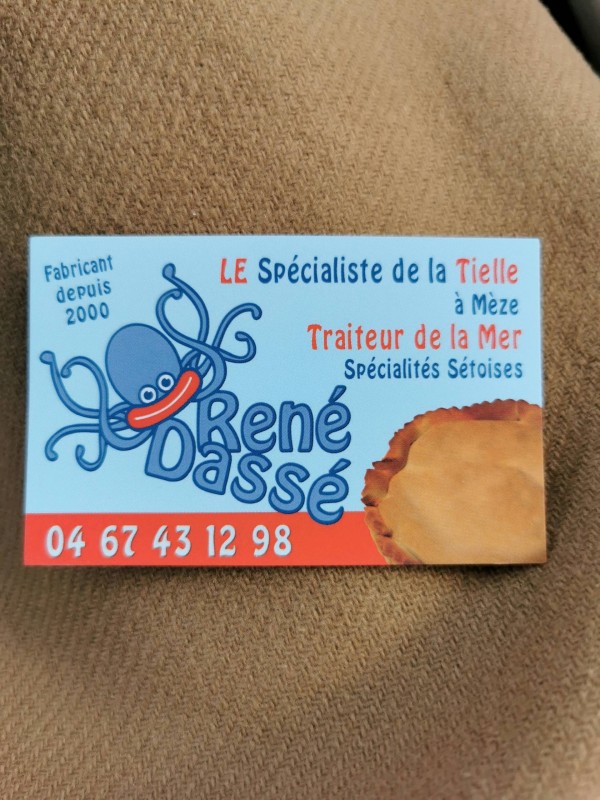 Fabricant
depuis
2000
LE Spécialiste de la Tielle
à Mèze
Traiteur de la Mer
Spécialités Sétoises
René
Dassé
04 67 43 12 98